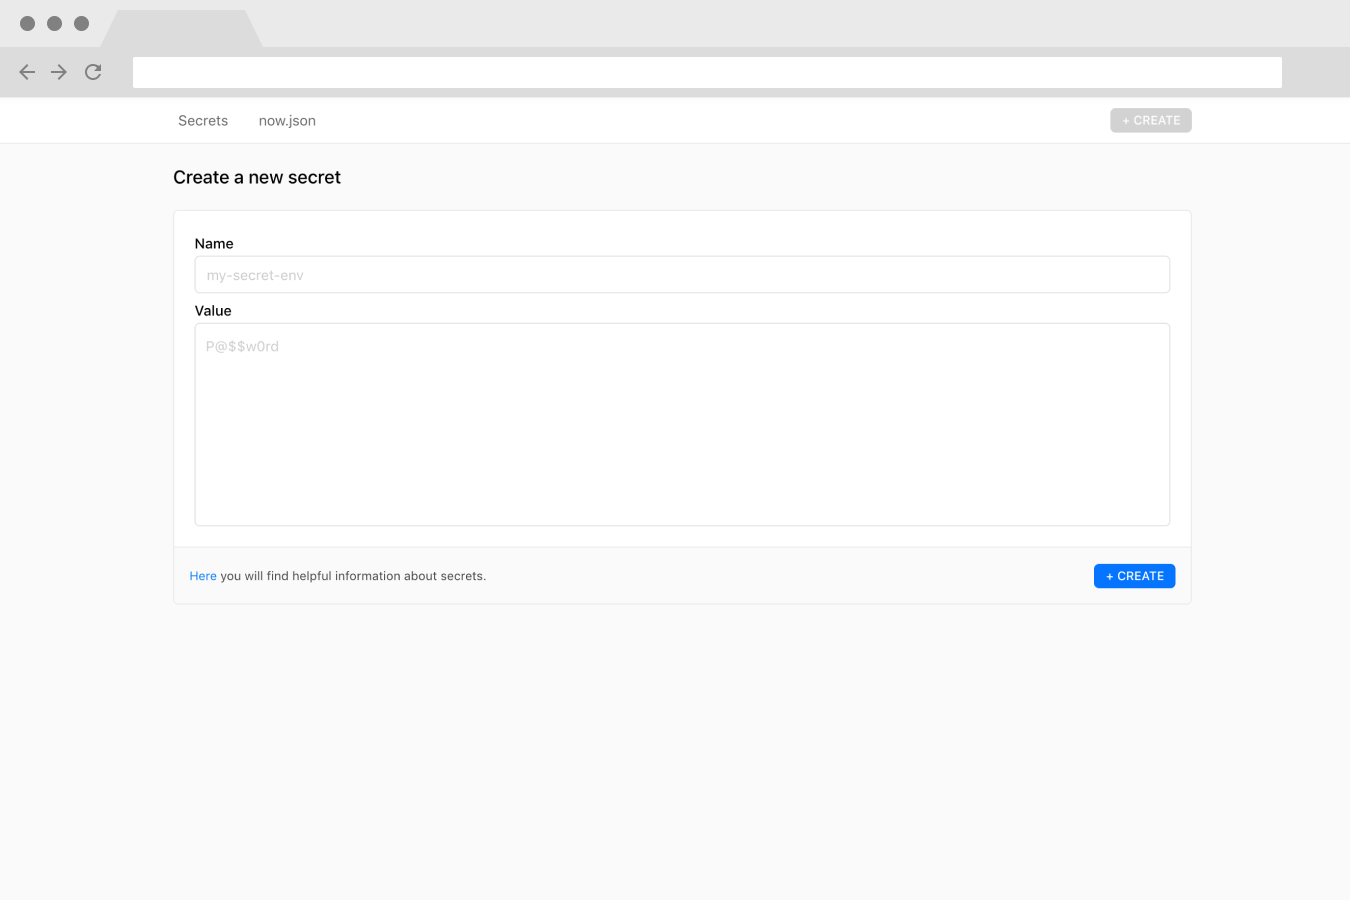 Secrets now.json + CREATE
Create a new secret
Name
my-secret-env
Value
P@$$w0rd
Here you will find helpful information about secrets. + CREATE